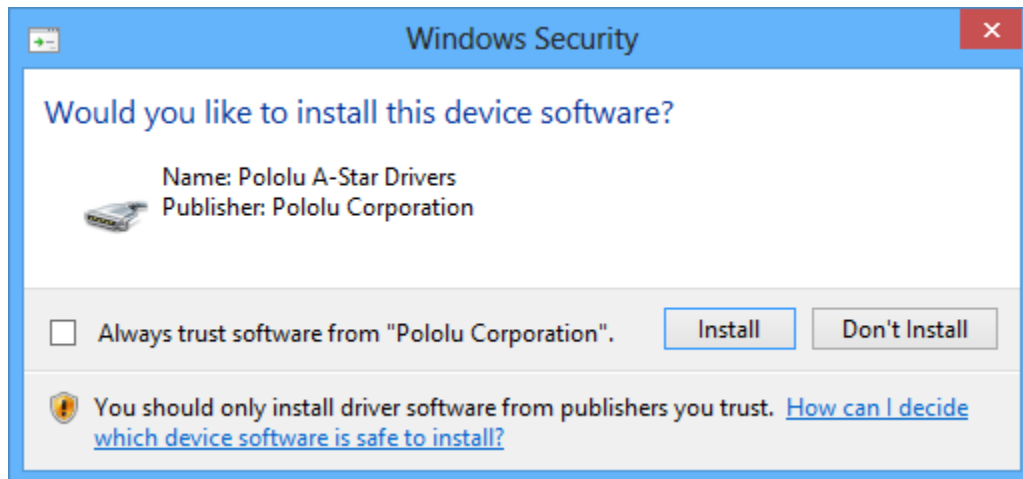 Windows Security
Would you like to install this device software?
Name: Pololu A-Star Drivers
Publisher: Pololu Corporation
Always trust software from "Pololu Corporation".
Install
Don't Install
You should only install driver software from publishers you trust. How can I decide
which device software is safe to install?